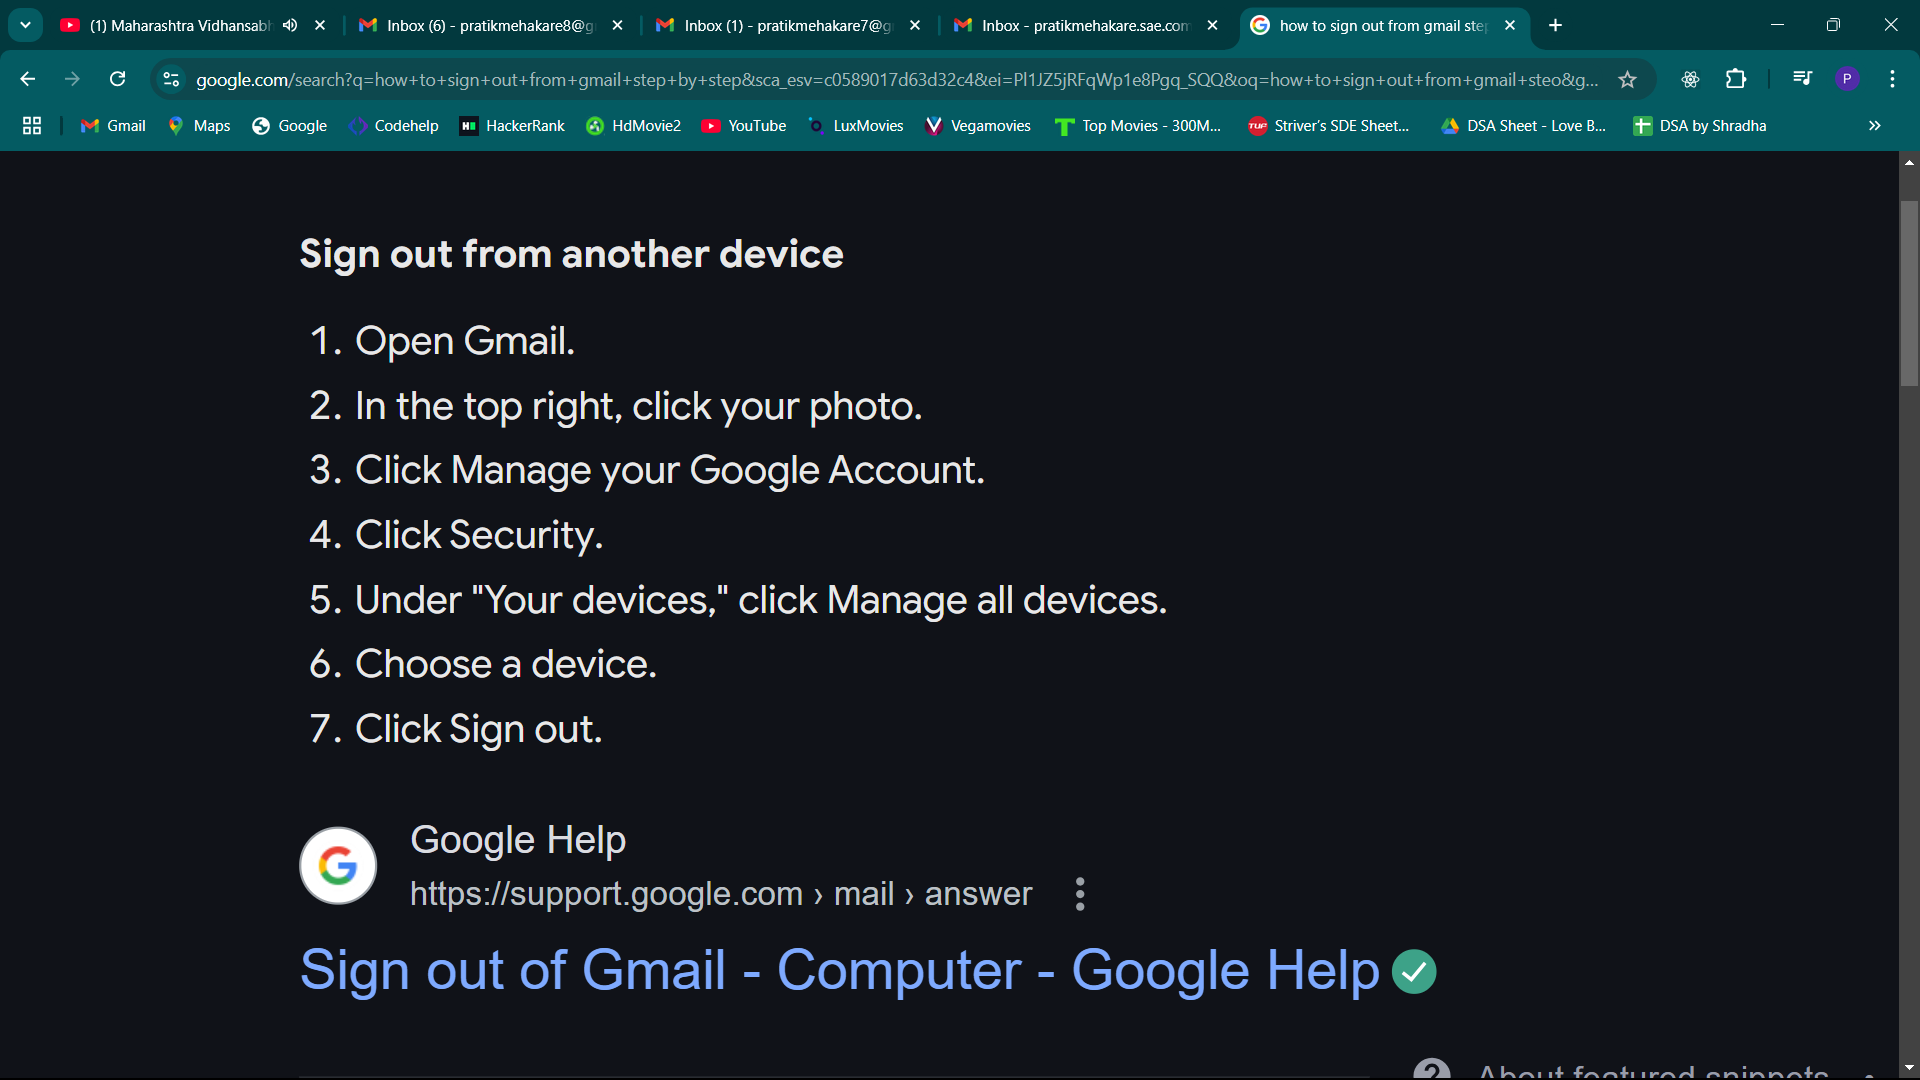 (1) Maharashtra Vidhansabh
Inbox (6) - pratikmehakare8@g
Inbox (1) - pratikmehakare7@g
Inbox - pratikmehakare.sae.com
how to sign out from gmail ste
google.com/search?q=how+to+sign+out+from+gmail+step+by+step&sca_esv=c0589017d63d32c4&ei=Pl1JZ5jRFqWp1e8Pgq_SQQ&oq=how+to+sign+out+from+gmail+steo&g...
P
Gmail
Maps
Google
Codehelp
HackerRank
HdMovie2
YouTube
LuxMovies
Vegamovies
Top Movies - 300M...
Striver's SDE Sheet...
DSA Sheet - Love B...
DSA by Shradha
Sign out from another device
1. Open Gmail.
2. In the top right, click your photo.
3. Click Manage your Google Account.
4. Click Security.
5. Under "Your devices," click Manage all devices.
6. Choose a device.
7. Click Sign out.
Google Help
https://support.google.com › mail › answer
Sign out of Gmail - Computer - Google Help
About featured snippets